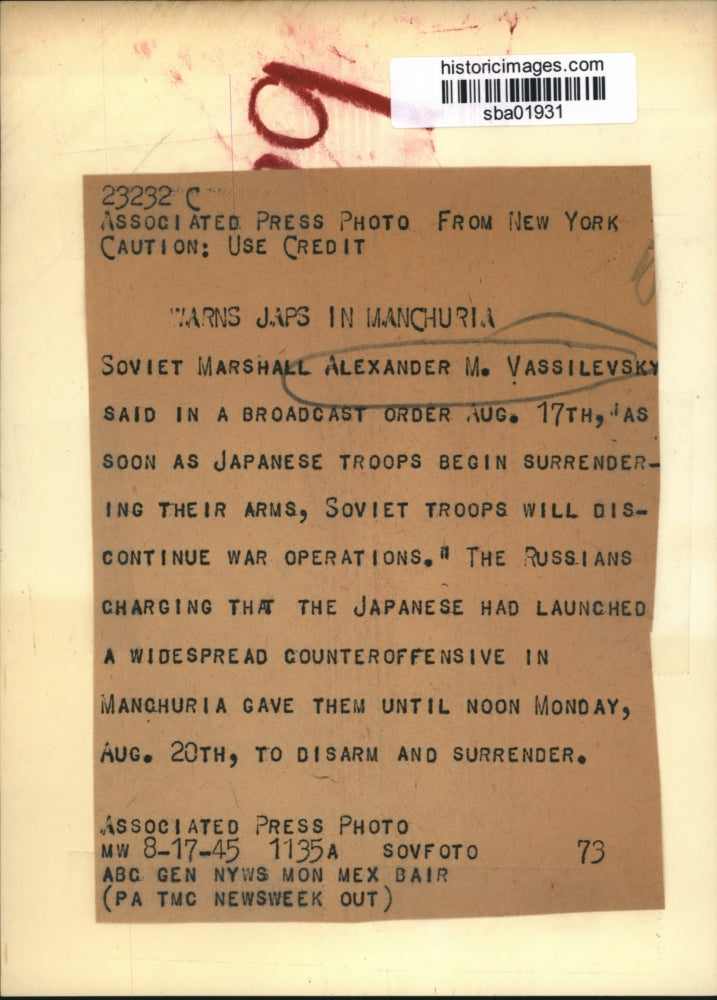 historicimages.com
sba01931
23232 C
ASSOCIATED PRESS PHOTO FROM NEW YORK
CAUTION: USE CREDIT
WARNS JAPS IN MANCHURIA
SOVIET MARSHALL ALEXANDER M. VASSILEVSKY
SAID IN A BROADCAST ORDER AUG. 17TH, "AS
SOON AS JAPANESE TROOPS BEGIN SURRENDER-
ING THEIR ARMS, SOVIET TROOPS WILL DIS-
CONTINUE WAR OPERATIONS." THE RUSSIANS
CHARGING THAT THE JAPANESE HAD LAUNCHED
A WIDESPREAD COUNTEROFFENSIVE IN
MANCHURIA GAVE THEM UNTIL NOON MONDAY,
AUG. 20TH, TO DISARM AND SURRENDER.
ASSOCIATED PRESS PHOTO
MW 8-17-45 1135A SOVFOTO 73
ABC GEN NYWS MON MEX BAIR
(PA TMC NEWSWEEK OUT)